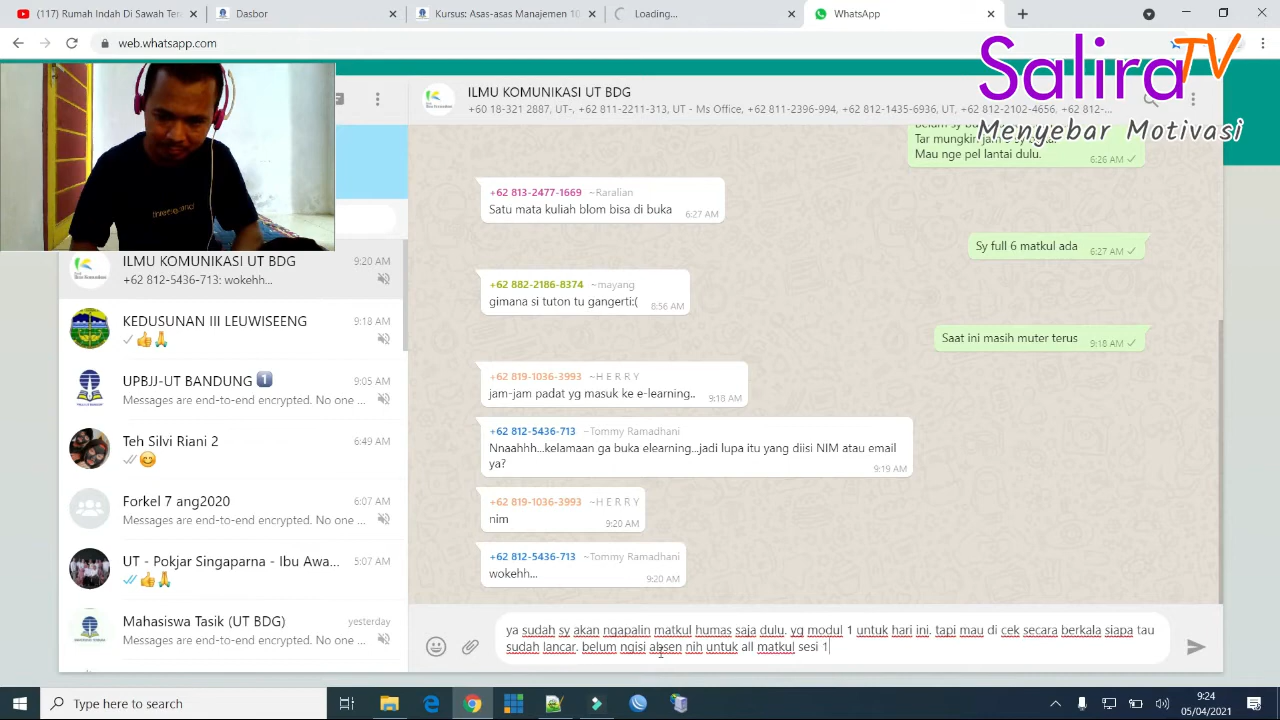 (117) Rumah Indah Di Sawah Ter
Dasbor
Kursus: Asas-asas Manajemen 10
Loading...
WhatsApp
web.whatsapp.com
Salira TV
Menyebar Motivasi
ILMU KOMUNIKASI UT BDG
+60 18-321 2887, UT-, +62 811-2211-313, UT - Ms Office, +62 811-2396-994, +62 812-1435-6936, UT, +62 812-2102-4656, +62 812-...
Mau nge pel lantai dulu.
6:26 AM
+62 813-2477-1669 ~Raralian
Satu mata kuliah blom bisa di buka
6:27 AM
Sy full 6 matkul ada
6:27 AM
+62 882-2186-8374 ~mayang
gimana si tuton tu gangerti:(
8:56 AM
Saat ini masih muter terus
9:18 AM
+62 819-1036-3993 ~H E R R Y
jam-jam padat yg masuk ke e-learning..
9:18 AM
+62 812-5436-713 ~Tommy Ramadhani
Nnaahhh...kelamaan ga buka elearning...jadi lupa itu yang diisi NIM atau email
ya?
9:19 AM
+62 819-1036-3993 ~H E R R Y
nim
9:20 AM
+62 812-5436-713 ~Tommy Ramadhani
wokehh...
9:20 AM
ya sudah sy akan ngapalin matkul humas saja dulu. yg modul 1 untuk hari ini. tapi mau di cek secara berkala siapa tau
sudah lancar. belum ngisi absen nih untuk all matkul sesi 1
ILMU KOMUNIKASI UT BDG
9:20 AM
+62 812-5436-713: wokehh...
KEDUSUNAN III LEUWISEENG
9:18 AM
UPBJJ-UT BANDUNG 1
9:05 AM
Messages are end-to-end encrypted. No one ...
Teh Silvi Riani 2
6:49 AM
Forkel 7 ang2020
6:07 AM
Messages are end-to-end encrypted. No one ...
UT - Pokjar Singaparna - Ibu Awa...
5:07 AM
Mahasiswa Tasik (UT BDG)
yesterday
Messages are end-to-end encrypted. No one ...
Type here to search
9:24
05/04/2021